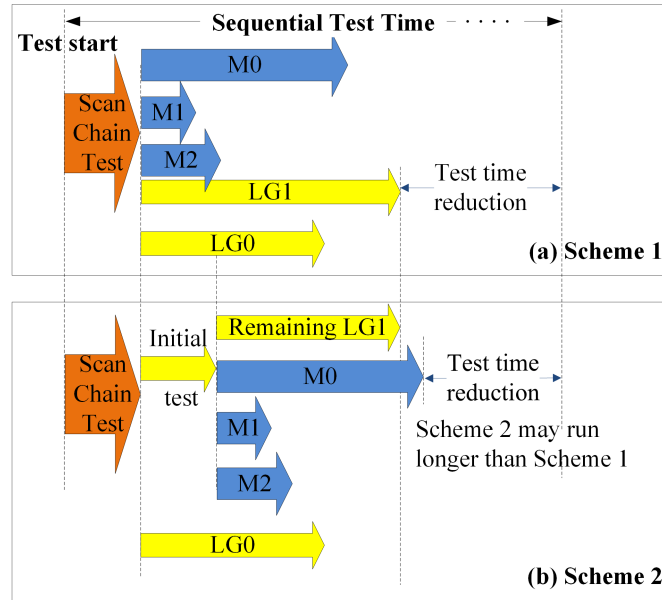 Sequential Test Time · · · ·
Test start
M0
Scan
Chain
Test
M1
M2
LG1
Test time
reduction
LG0
(a) Scheme 1
Remaining LG1
Initial
test
Scan
Chain
Test
M0
Test time
reduction
M1
Scheme 2 may run
longer than Scheme 1
M2
LG0
(b) Scheme 2